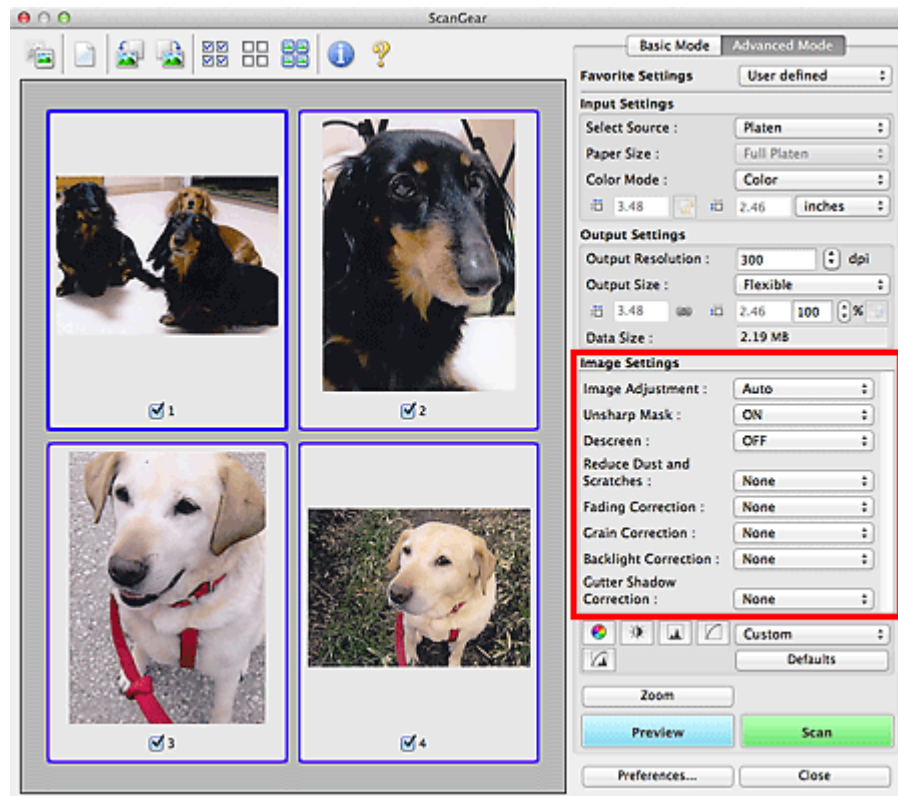 ScanGear
Basic Mode Advanced Mode
Favorite Settings User defined
Input Settings
Select Source : Platen
Paper Size : Full Platen
Color Mode : Color
3.48 2.46 inches
Output Settings
Output Resolution : 300 dpi
Output Size : Flexible
3.48 2.46 100 %
Data Size : 2.19 MB
Image Settings
Image Adjustment : Auto
Unsharp Mask : ON
Descreen : OFF
Reduce Dust and
Scratches : None
Fading Correction : None
Grain Correction : None
Backlight Correction : None
Gutter Shadow
Correction : None
Custom
Defaults
Zoom
Preview Scan
Preferences... Close
1
2
3
4